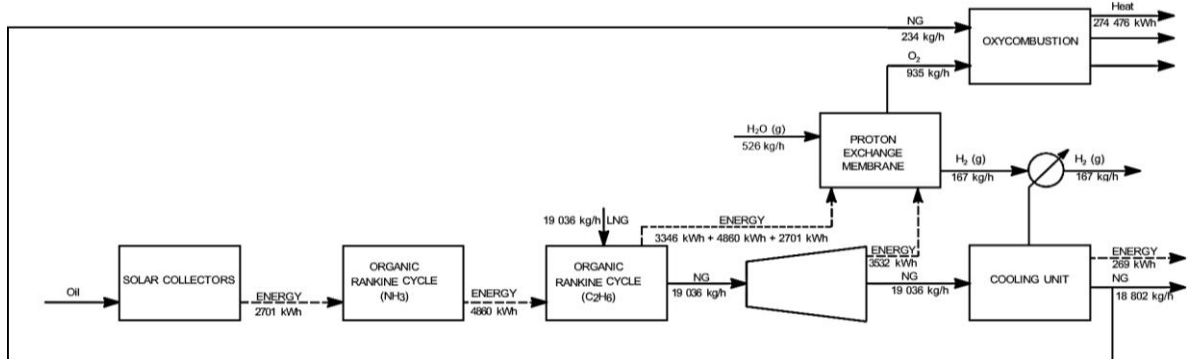 NG
234 kg/h
O2
935 kg/h
OXYCOMBUSTION
Heat
274 476 kWh
H2O (g)
526 kg/h
PROTON
EXCHANGE
MEMBRANE
H2 (g)
167 kg/h
H2 (g)
167 kg/h
19 036 kg/h LNG
ENERGY
3346 kWh + 4860 kWh + 2701 kWh
Oil
SOLAR COLLECTORS
ENERGY
2701 kWh
ORGANIC
RANKINE CYCLE
(NH3)
ENERGY
4860 kWh
ORGANIC
RANKINE CYCLE
(C2H6)
NG
19 036 kg/h
ENERGY
3532 kWh
NG
19 036 kg/h
COOLING UNIT
ENERGY
269 kWh
NG
18 802 kg/h